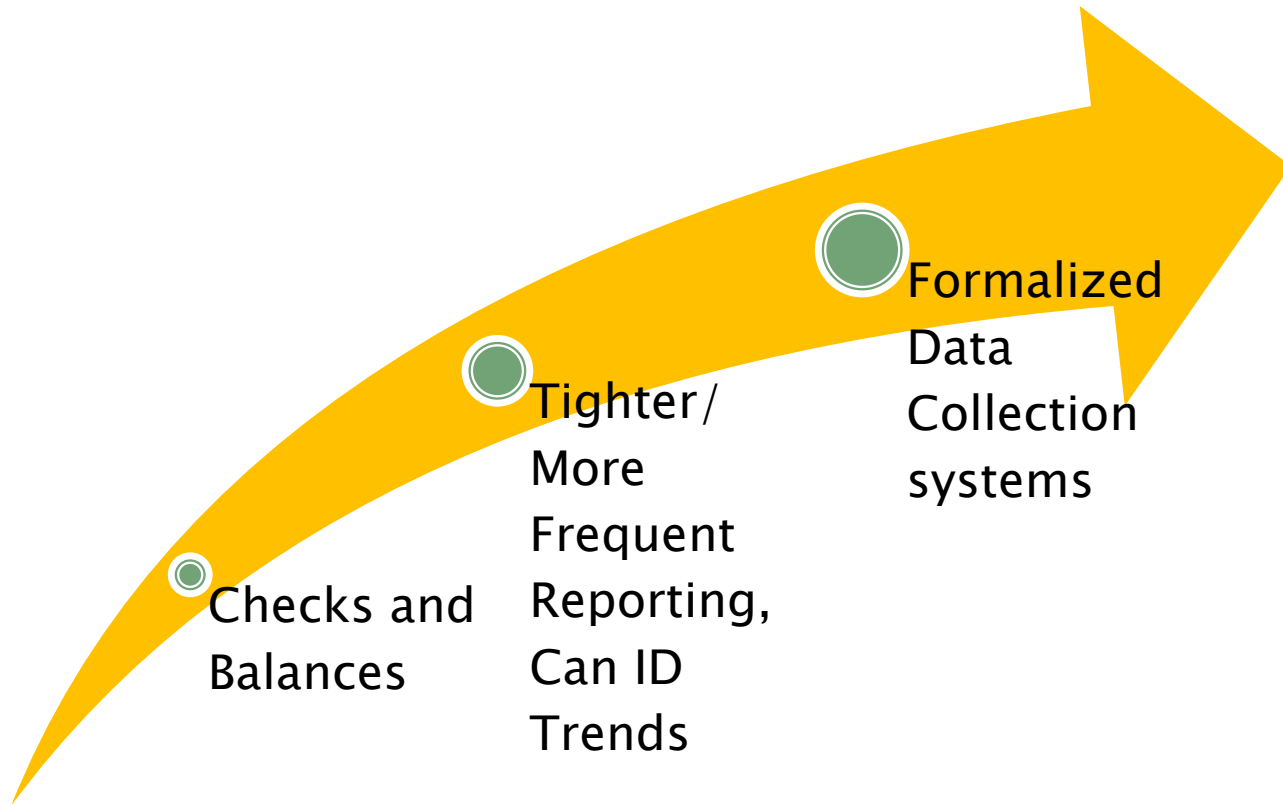 Checks and
Balances
Tighter/
More
Frequent
Reporting,
Can ID
Trends
Formalized
Data
Collection
systems